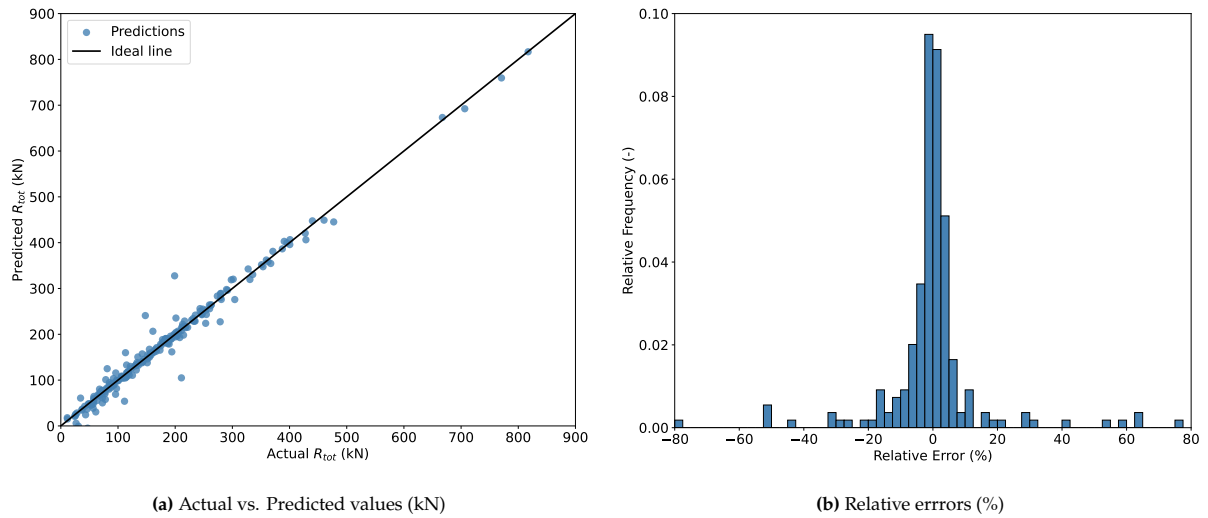 900
800
700
600
500
400
300
200
100
0
Predicted R_tot (kN)
Predictions
Ideal line
0 100 200 300 400 500 600 700 800 900
Actual R_tot (kN)
(a) Actual vs. Predicted values (kN)
0.10
0.08
0.06
0.04
0.02
0.00
Relative Frequency (-)
−80 −60 −40 −20 0 20 40 60 80
Relative Error (%)
(b) Relative errrors (%)